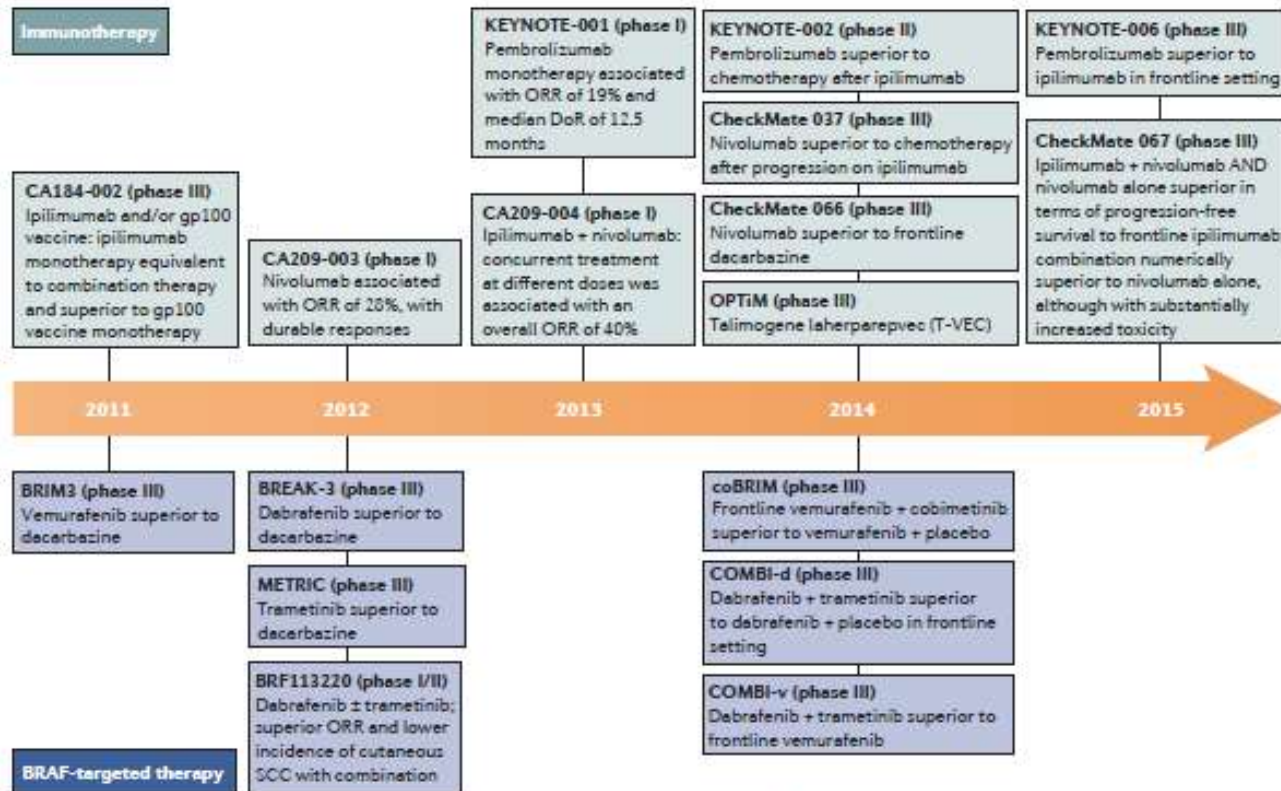 Immunotherapy
KEYNOTE-001 (phase I)
Pembrolizumab
monotherapy associated
with ORR of 19% and
median DoR of 12.5
months
KEYNOTE-002 (phase II)
Pembrolizumab superior to
chemotherapy after ipilimumab
KEYNOTE-006 (phase III)
Pembrolizumab superior to
ipilimumab in frontline setting
CheckMate 037 (phase III)
Nivolumab superior to chemotherapy
after progression on ipilimumab
CheckMate 067 (phase III)
Ipilimumab + nivolumab AND
nivolumab alone superior in
terms of progression-free
survival to frontline ipilimumab;
combination numerically
superior to nivolumab alone,
although with substantially
increased toxicity
CA184-002 (phase III)
Ipilimumab and/or gp100
vaccine: ipilimumab
monotherapy equivalent
to combination therapy
and superior to gp100
vaccine monotherapy
CA209-003 (phase I)
Nivolumab associated
with ORR of 28%, with
durable responses
CA209-004 (phase I)
Ipilimumab + nivolumab:
concurrent treatment
at different doses was
associated with an
overall ORR of 40%
CheckMate 066 (phase III)
Nivolumab superior to frontline
dacarbazine
OPTiM (phase III)
Talimogene laherparepvec (T-VEC)
2011
2012
2013
2014
2015
BRIM3 (phase III)
Vemurafenib superior to
dacarbazine
BREAK-3 (phase III)
Dabrafenib superior to
dacarbazine
METRIC (phase III)
Trametinib superior to
dacarbazine
BRF113220 (phase I/II)
Dabrafenib ± trametinib;
superior ORR and lower
incidence of cutaneous
SCC with combination
coBRIM (phase III)
Frontline vemurafenib + cobimetinib
superior to vemurafenib + placebo
COMBI-d (phase III)
Dabrafenib + trametinib superior
to dabrafenib + placebo in frontline
setting
COMBI-v (phase III)
Dabrafenib + trametinib superior to
frontline vemurafenib
BRAF-targeted therapy